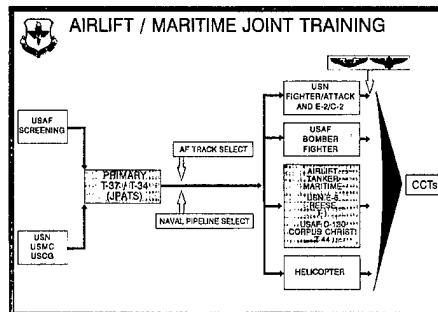 AIRLIFT / MARITIME JOINT TRAINING
USAF
SCREENING
USN
USMC
USCG
PRIMARY
T-37 / T-34
(JPATS)
AF TRACK SELECT
NAVAL PIPELINE SELECT
USN
FIGHTER/ATTACK
AND E-2/C-2
USAF
BOMBER
FIGHTER
AIRLIFT
TANKER
MARITIME
USN E-6
REESE
T-1
USAF C-130
CORPUS CHRISTI
T-44
HELICOPTER
CCTs